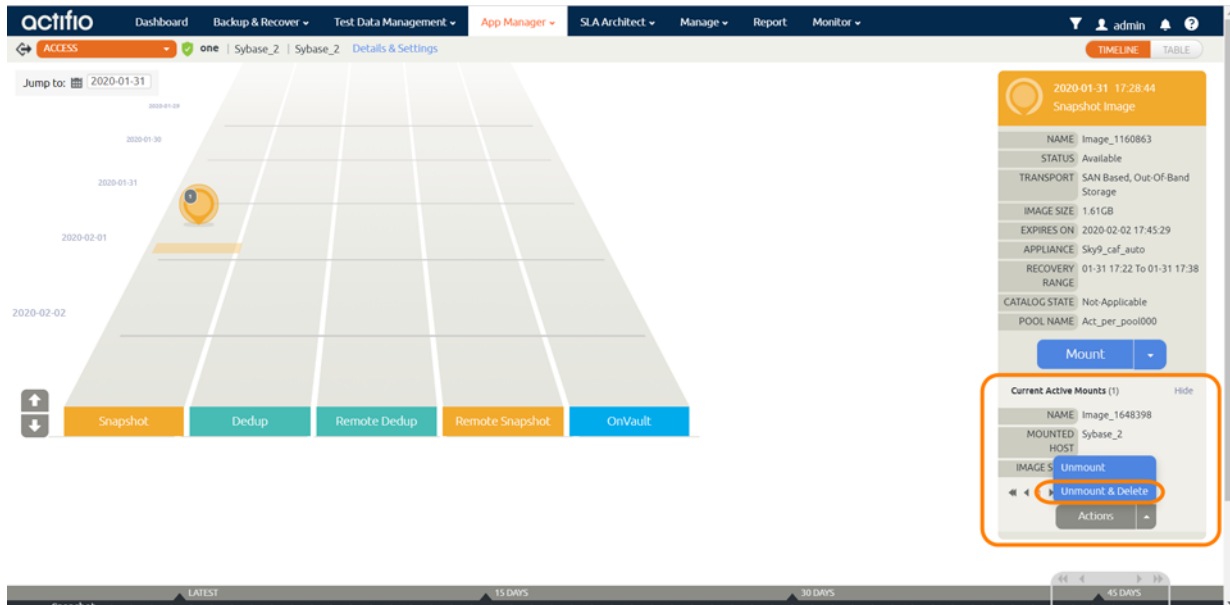 actifio
Dashboard Backup & Recover Test Data Management App Manager SLA Architect Manage Report Monitor admin
ACCESS one | Sybase_2 | Sybase_2 Details & Settings TIMELINE TABLE
Jump to: 2020-01-31
2020-01-29
2020-01-30
2020-01-31
1
2020-02-01
2020-02-02
Snapshot Dedup Remote Dedup Remote Snapshot OnVault
2020-01-31 17:28:44
Snapshot Image
NAME Image_1160863
STATUS Available
TRANSPORT SAN Based, Out-Of-Band
Storage
IMAGE SIZE 1.61GB
EXPIRES ON 2020-02-02 17:45:29
APPLIANCE Sky9_caf_auto
RECOVERY 01-31 17:22 To 01-31 17:38
RANGE
CATALOG STATE Not-Applicable
POOL NAME Act_per_pool000
Mount
Current Active Mounts (1) Hide
NAME Image_1648398
MOUNTED Sybase_2
HOST
IMAGE S
Unmount
Unmount & Delete
Actions
LATEST 15 DAYS 30 DAYS 45 DAYS
Snapshot